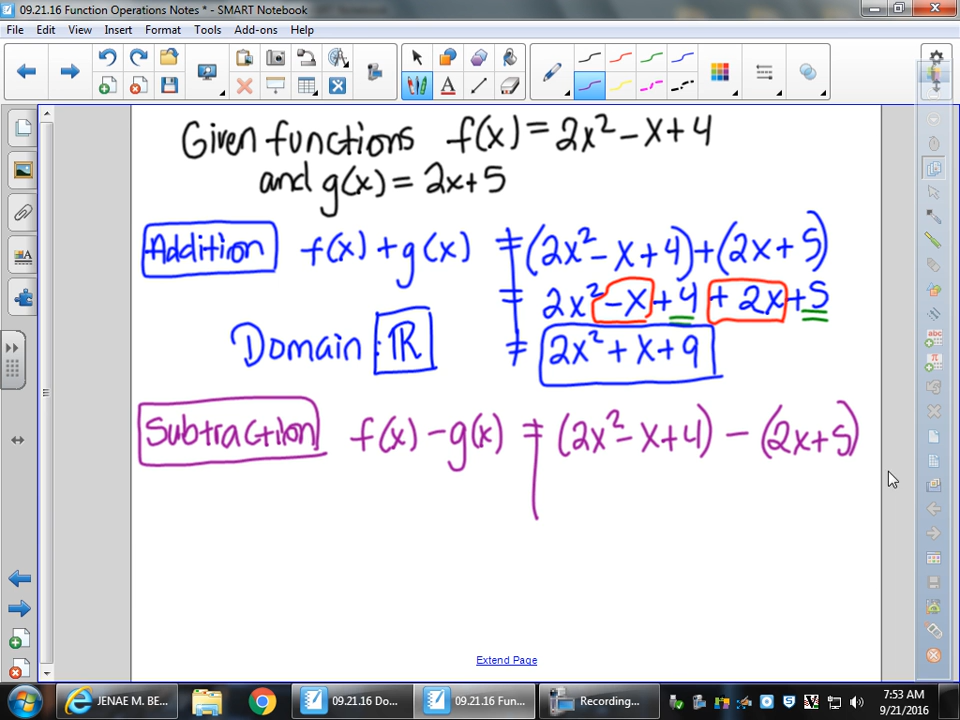 09.21.16 Function Operations Notes * - SMART Notebook
File Edit View Insert Format Tools Add-ons Help
Given functions f(x) = 2x² - x + 4
and g(x) = 2x + 5
Addition f(x) + g(x) = (2x² - x + 4) + (2x + 5)
= 2x² - x + 4 + 2x + 5
Domain : ℝ = 2x² + x + 9
Subtraction f(x) - g(x) = (2x² - x + 4) - (2x + 5)
Extend Page
JENAE M. BE... 09.21.16 Do... 09.21.16 Fun... Recording...
7:53 AM
9/21/2016